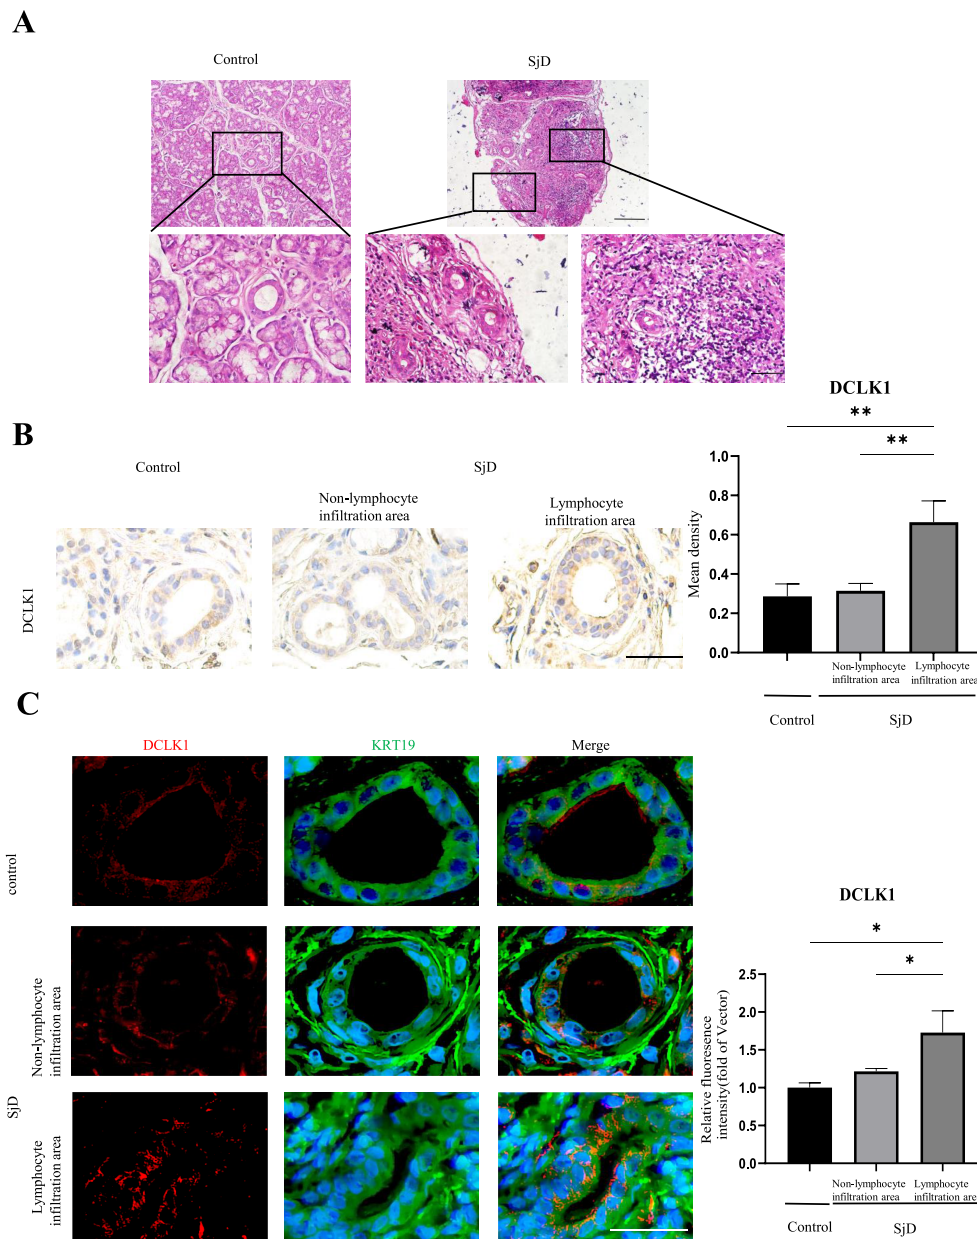 A
Control
SjD
B
Control
SjD
Non-lymphocyte
infiltration area
Lymphocyte
infiltration area
DCLK1
DCLK1
**
**
Mean density
1.0
0.8
0.6
0.4
0.2
0.0
Non-lymphocyte
infiltration area
Lymphocyte
infiltration area
Control
SjD
C
DCLK1
KRT19
Merge
control
Non-lymphocyte
infiltration area
SjD
Lymphocyte
infiltration area
DCLK1
*
*
Relative fluoresence
intensity(fold of Vector)
2.5
2.0
1.5
1.0
0.5
0.0
Non-lymphocyte
infiltration area
Lymphocyte
infiltration area
Control
SjD